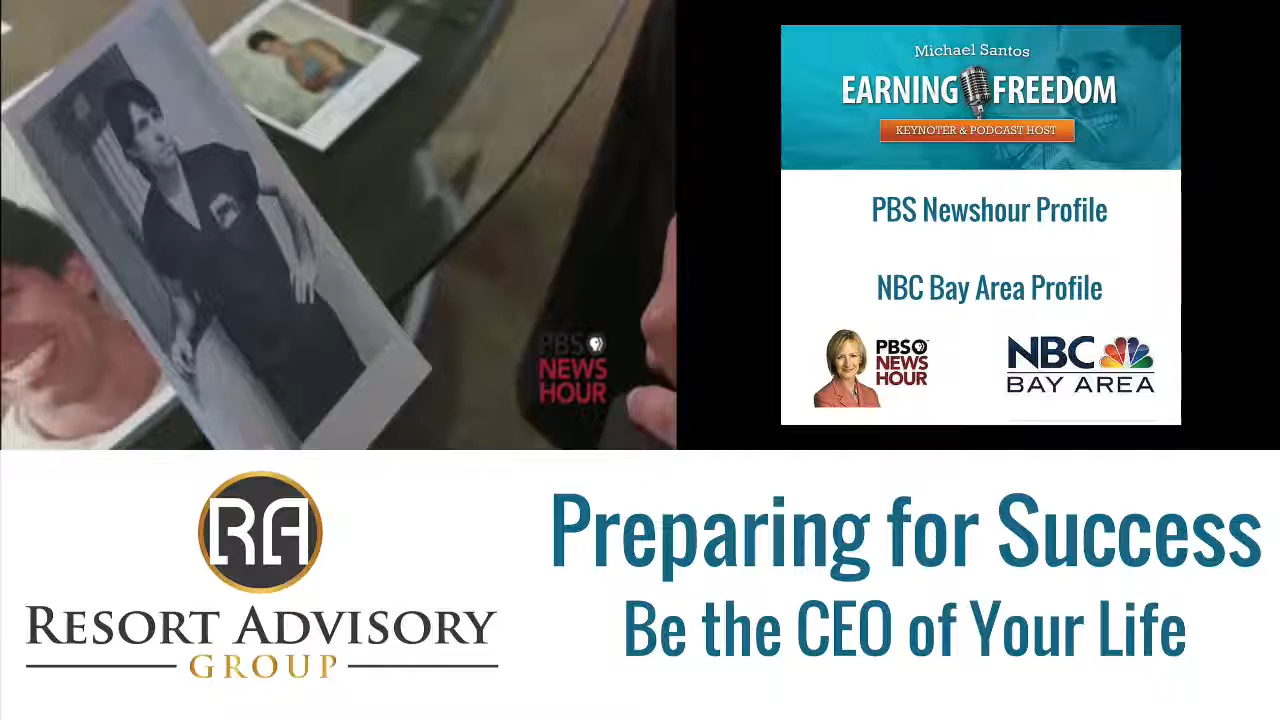 Michael Santos
EARNING FREEDOM
KEYNOTER & PODCAST HOST
PBS Newshour Profile
NBC Bay Area Profile
PBS
NEWS
HOUR
PBS
NEWS
HOUR
NBC
BAY AREA
RA
RESORT ADVISORY
GROUP
Preparing for Success
Be the CEO of Your Life